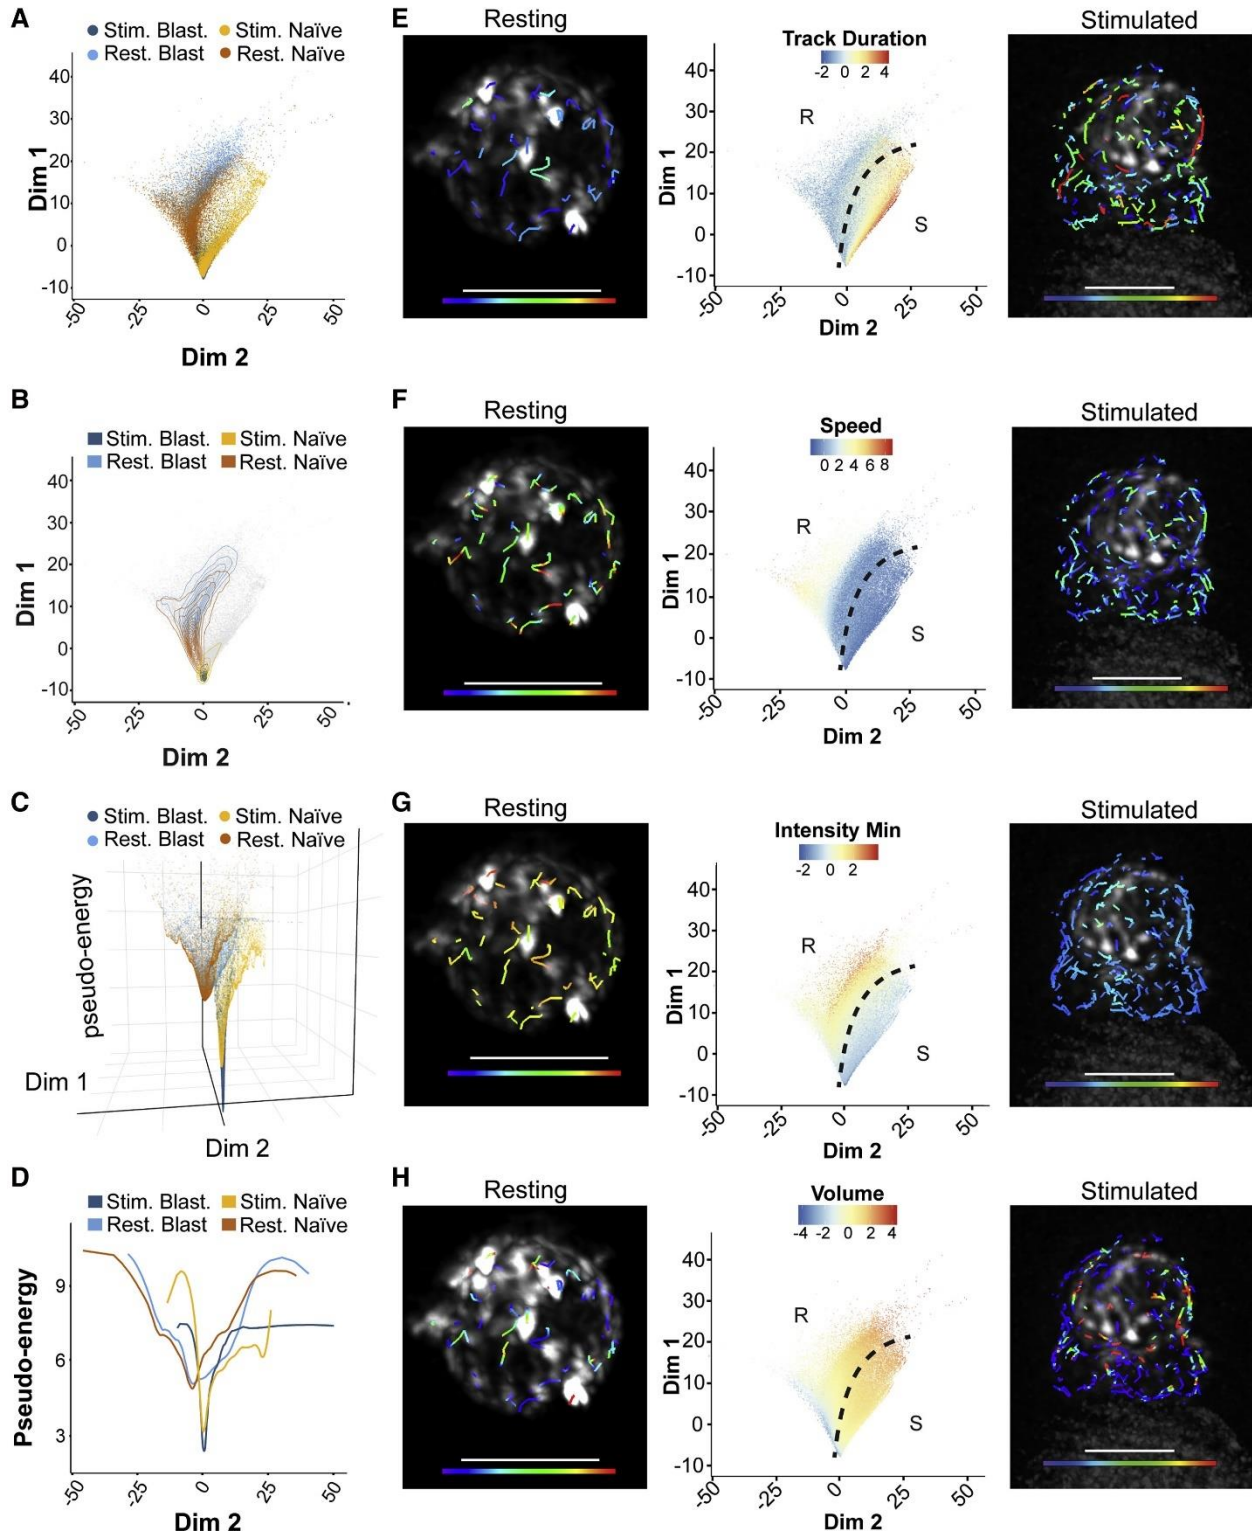 A
Stim. Blast. Stim. Naïve
Rest. Blast Rest. Naïve
40
30
20
10
0
-10
Dim 1
-50 -25 0 25 50
Dim 2
B
Stim. Blast. Stim. Naïve
Rest. Blast Rest. Naïve
40
30
20
10
0
-10
Dim 1
-50 -25 0 25 50
Dim 2
C
Stim. Blast. Stim. Naïve
Rest. Blast Rest. Naïve
pseudo-energy
Dim 1
Dim 2
D
Stim. Blast. Stim. Naïve
Rest. Blast Rest. Naïve
9
6
3
Pseudo-energy
-50 -25 0 25 50
Dim 2
E
Resting
Track Duration
-2 0 2 4
40
30
20
10
0
-10
Dim 1
R
S
-50 -25 0 25 50
Dim 2
Stimulated
F
Resting
Speed
0 2 4 6 8
40
30
20
10
0
-10
Dim 1
R
S
-50 -25 0 25 50
Dim 2
Stimulated
G
Resting
Intensity Min
-2 0 2
40
30
20
10
0
-10
Dim 1
R
S
-50 -25 0 25 50
Dim 2
Stimulated
H
Resting
Volume
-4 -2 0 2 4
40
30
20
10
0
-10
Dim 1
R
S
-50 -25 0 25 50
Dim 2
Stimulated